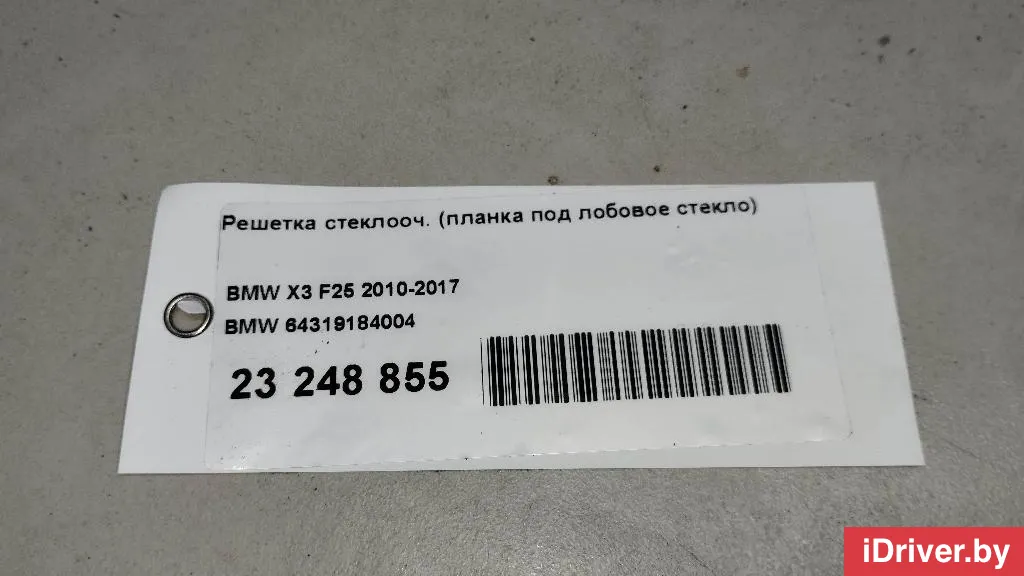 Решетка стеклооч. (планка под лобовое стекло)
BMW X3 F25 2010-2017
BMW 64319184004
23 248 855
iDriver.by